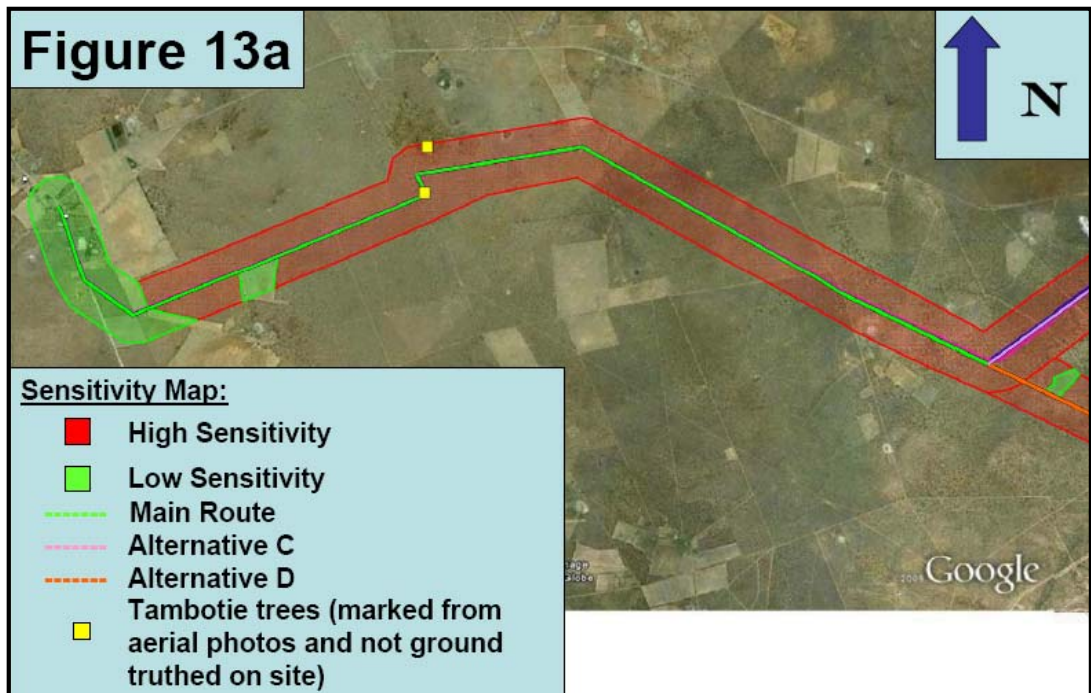 Figure 13a
N
Sensitivity Map:
High Sensitivity
Low Sensitivity
Main Route
Alternative C
Alternative D
Tambotie trees (marked from
aerial photos and not ground
truthed on site)
Google